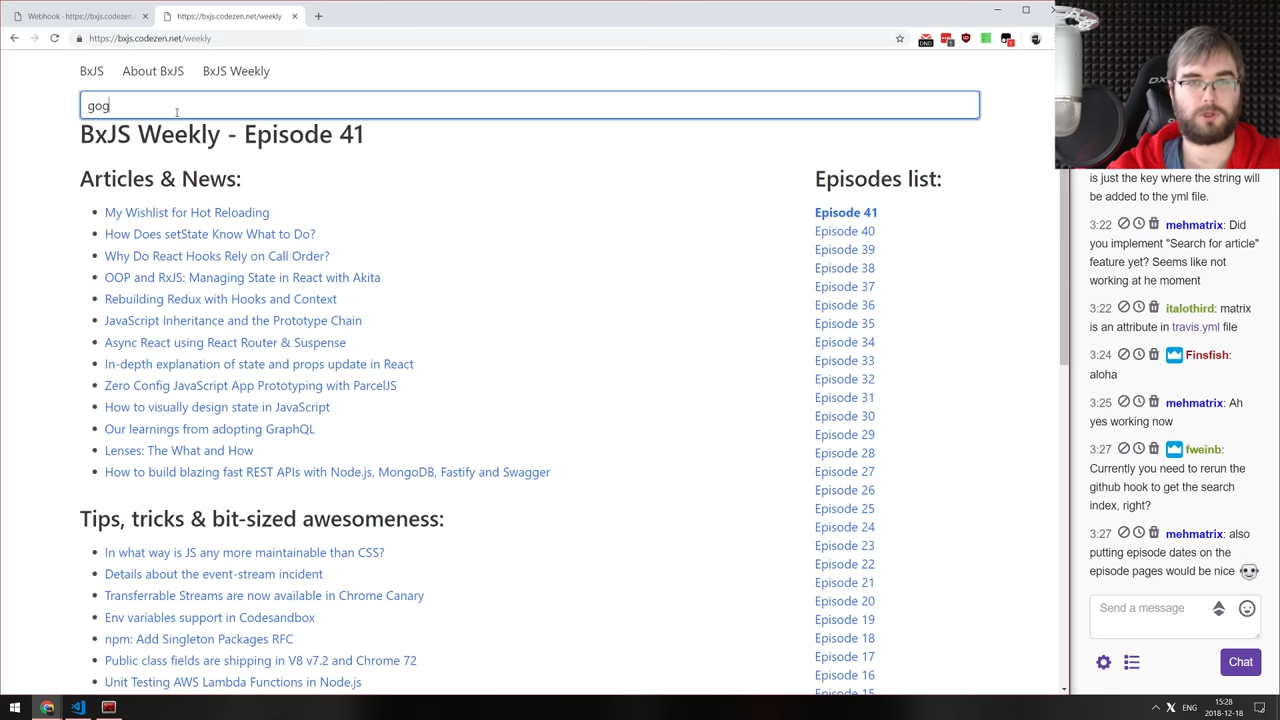 Webhook - https://bxjs.codezen.
https://bxjs.codezen.net/weekly
https://bxjs.codezen.net/weekly
DND
BxJS
About BxJS
BxJS Weekly
gog
BxJS Weekly - Episode 41
Articles & News:
My Wishlist for Hot Reloading
How Does setState Know What to Do?
Why Do React Hooks Rely on Call Order?
OOP and RxJS: Managing State in React with Akita
Rebuilding Redux with Hooks and Context
JavaScript Inheritance and the Prototype Chain
Async React using React Router & Suspense
In-depth explanation of state and props update in React
Zero Config JavaScript App Prototyping with ParcelJS
How to visually design state in JavaScript
Our learnings from adopting GraphQL
Lenses: The What and How
How to build blazing fast REST APIs with Node.js, MongoDB, Fastify and Swagger
Tips, tricks & bit-sized awesomeness:
In what way is JS any more maintainable than CSS?
Details about the event-stream incident
Transferrable Streams are now available in Chrome Canary
Env variables support in Codesandbox
npm: Add Singleton Packages RFC
Public class fields are shipping in V8 v7.2 and Chrome 72
Unit Testing AWS Lambda Functions in Node.js
Episodes list:
Episode 41
Episode 40
Episode 39
Episode 38
Episode 37
Episode 36
Episode 35
Episode 34
Episode 33
Episode 32
Episode 31
Episode 30
Episode 29
Episode 28
Episode 27
Episode 26
Episode 25
Episode 24
Episode 23
Episode 22
Episode 21
Episode 20
Episode 19
Episode 18
Episode 17
Episode 16
Episode 15
is just the key where the string will
be added to the yml file.
3:22 mehmatrix: Did
you implement "Search for article"
feature yet? Seems like not
working at he moment
3:22 italothird: matrix
is an attribute in travis.yml file
3:24 Finsfish:
aloha
3:25 mehmatrix: Ah
yes working now
3:27 fweinb:
Currently you need to rerun the
github hook to get the search
index, right?
3:27 mehmatrix: also
putting episode dates on the
episode pages would be nice
Send a message
Chat
ENG
15:28
2018-12-18